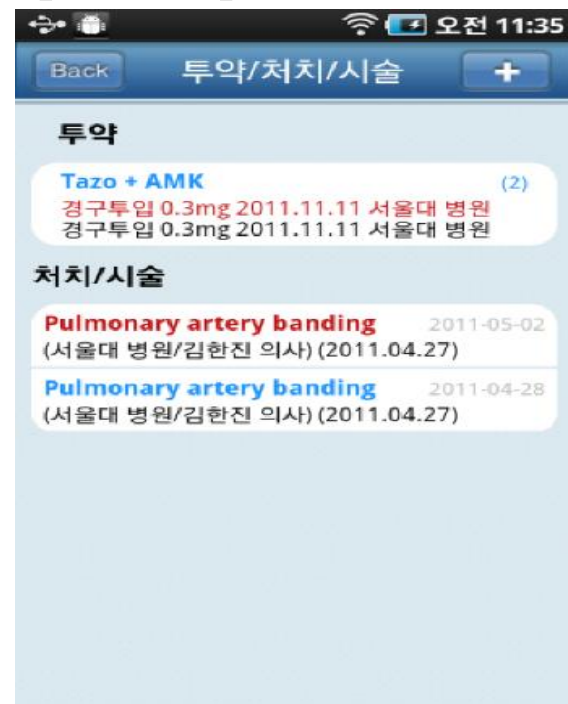 오전 11:35
Back 투약/처치/시술 +
투약
Tazo + AMK (2)
경구투입 0.3mg 2011.11.11 서울대 병원
경구투입 0.3mg 2011.11.11 서울대 병원
처치/시술
Pulmonary artery banding 2011-05-02
(서울대 병원/김한진 의사) (2011.04.27)
Pulmonary artery banding 2011-04-28
(서울대 병원/김한진 의사) (2011.04.27)